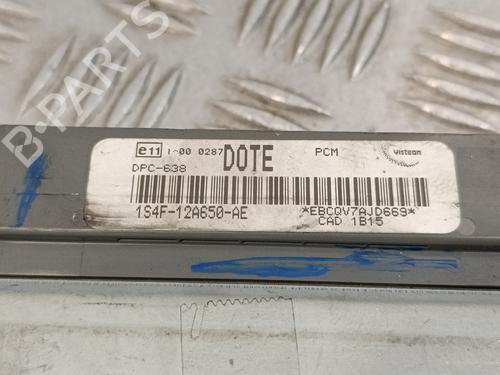 e11 1-00 0287 DOTE PCM Visteon
DPC-638
1S4F-12A650-AE *EBCQV7AJD669*
CAD 1B15
B-PARTS